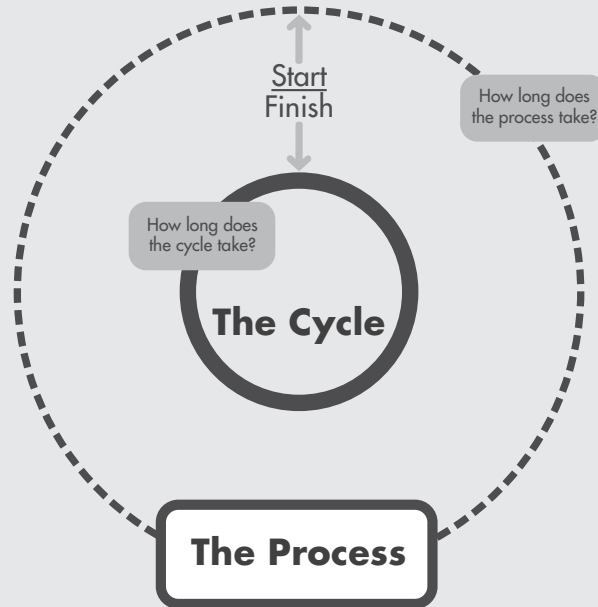 Start
Finish
How long does
the process take?
How long does
the cycle take?
The Cycle
The Process